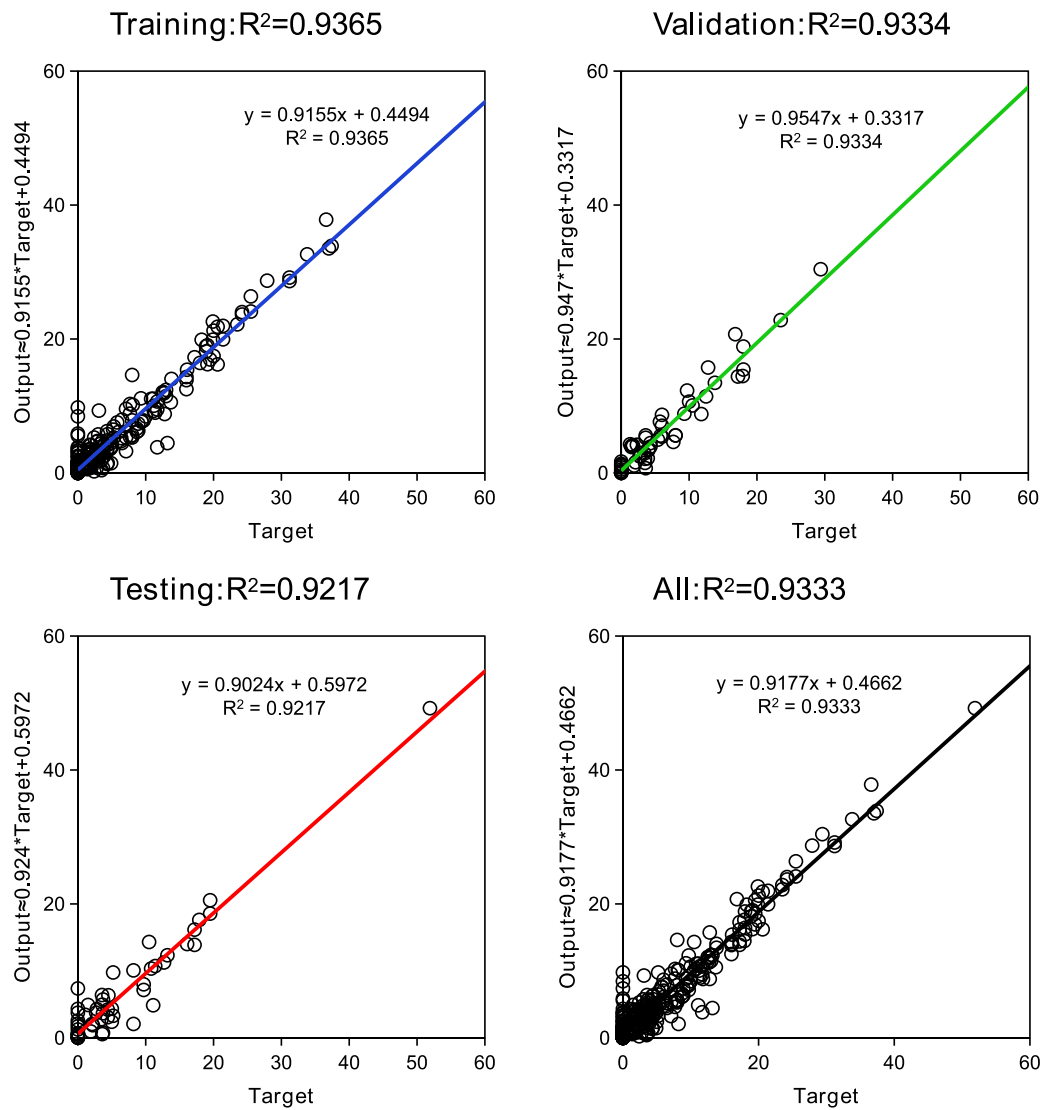 Training:R²=0.9365
60
40
20
0
y = 0.9155x + 0.4494
R² = 0.9365
Output≈0.9155*Target+0.4494
0 10 20 30 40 50 60
Target
Validation:R²=0.9334
60
40
20
0
y = 0.9547x + 0.3317
R² = 0.9334
Output≈0.947*Target+0.3317
0 10 20 30 40 50 60
Target
Testing:R²=0.9217
60
40
20
0
y = 0.9024x + 0.5972
R² = 0.9217
Output≈0.924*Target+0.5972
0 10 20 30 40 50 60
Target
All:R²=0.9333
60
40
20
0
y = 0.9177x + 0.4662
R² = 0.9333
Output≈0.9177*Target+0.4662
0 20 40 60
Target